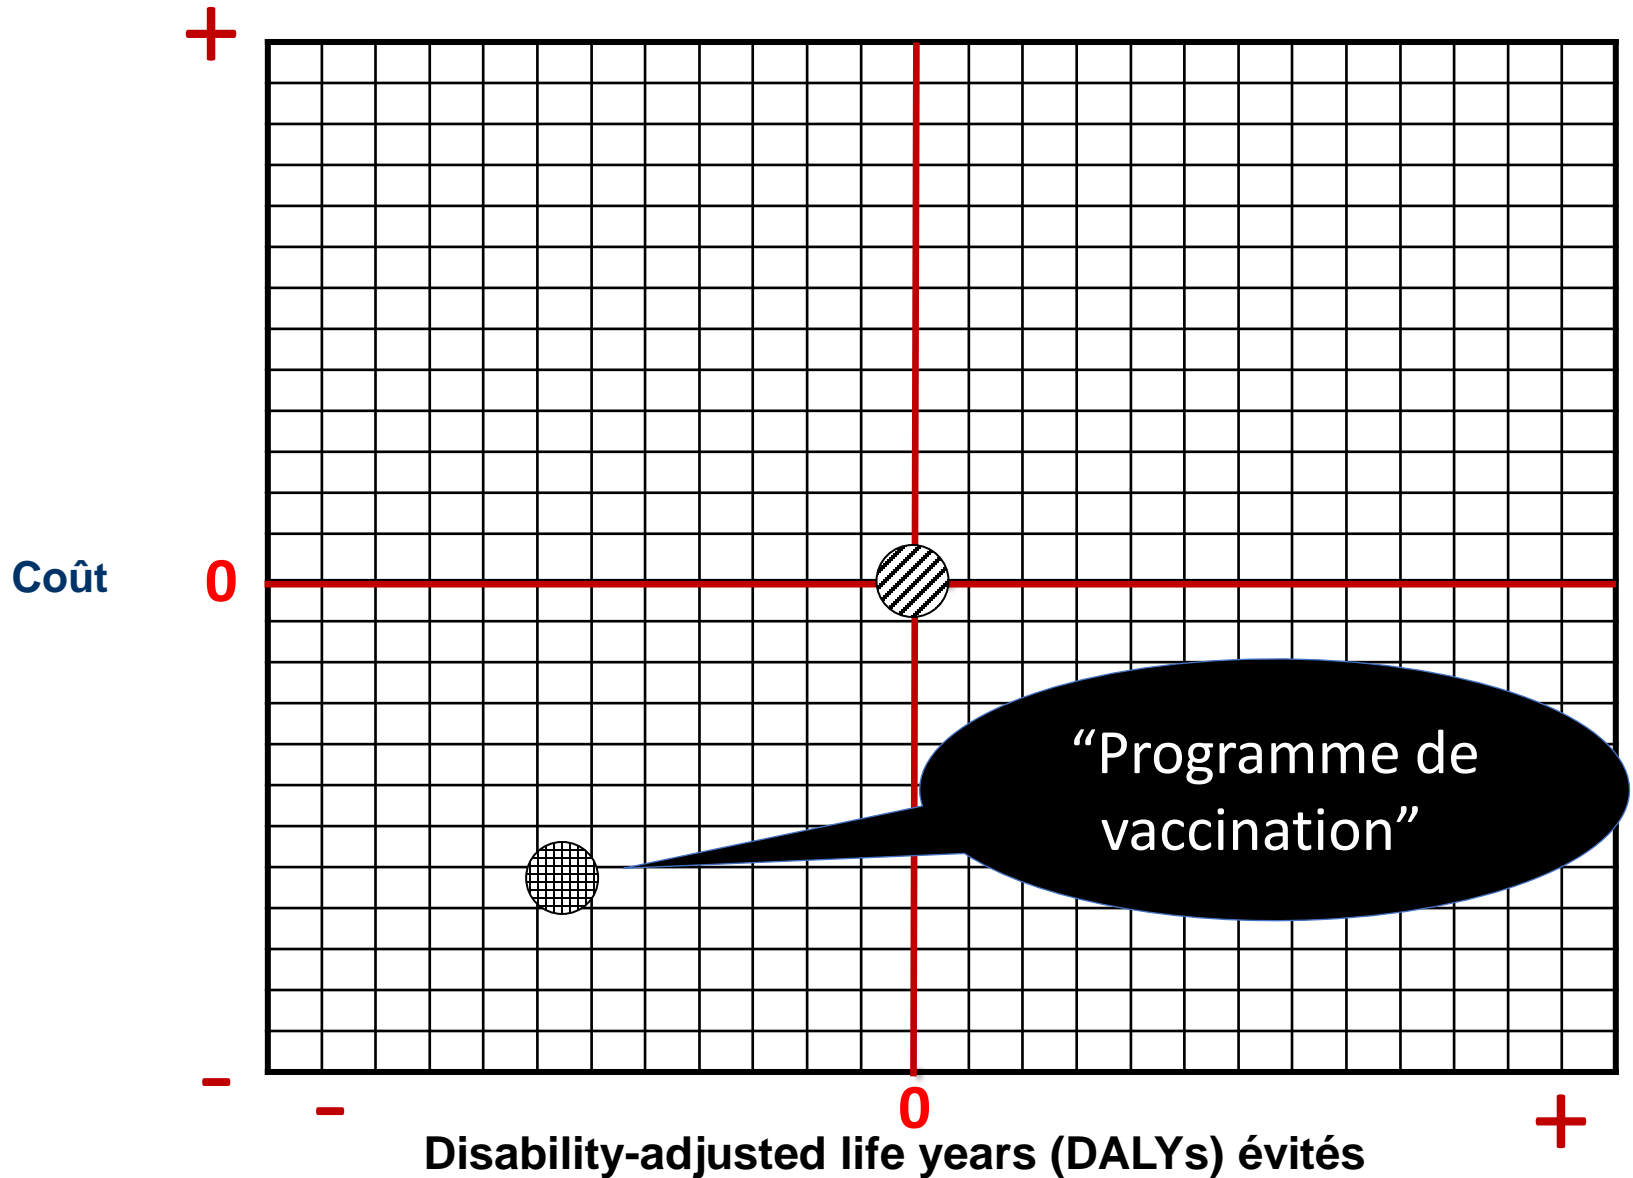 +
Coût
0
“Programme de
vaccination”
-
-
0
+
Disability-adjusted life years (DALYs) évités